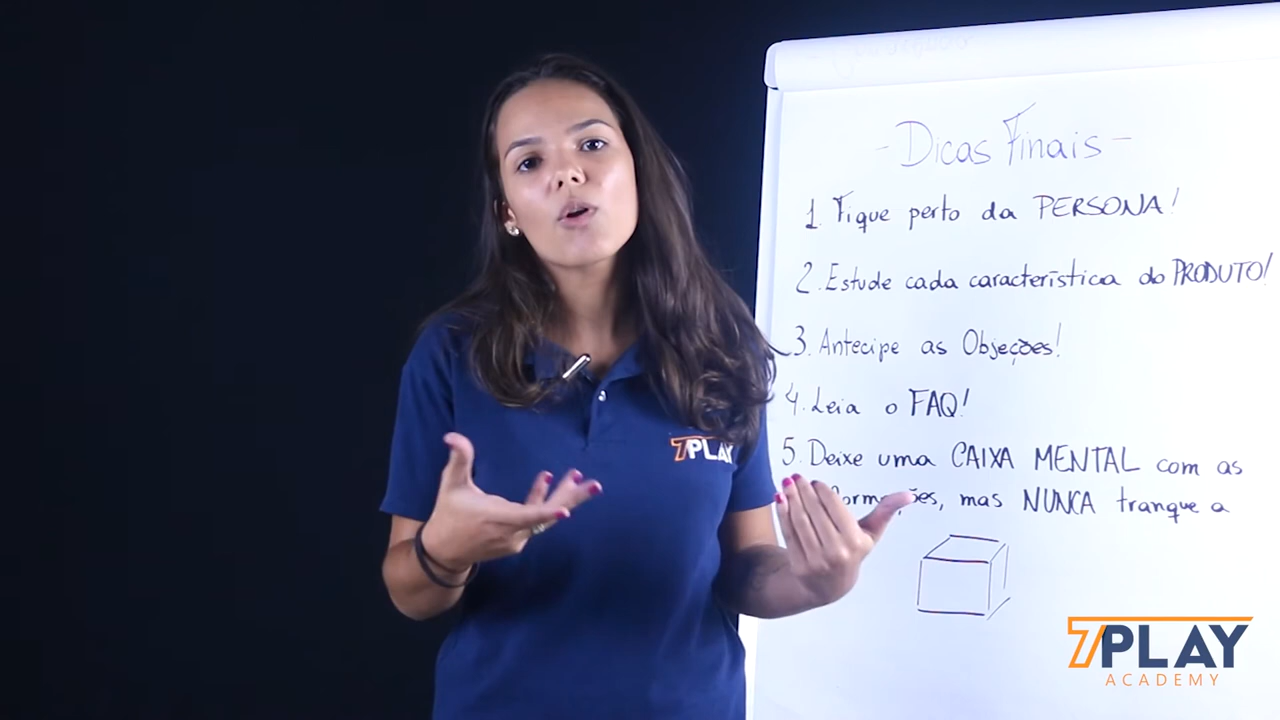 - Dicas Finais -
1. Fique perto da PERSONA!
2. Estude cada característica do PRODUTO!
3. Antecipe as Objeções!
4. Leia o FAQ!
5. Deixe uma CAIXA MENTAL com as
mas NUNCA tranque a
7PLAY
7PLAY
ACADEMY